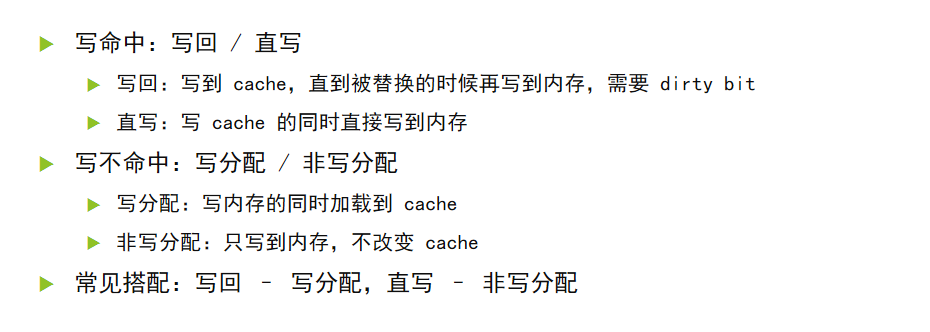 写命中：写回 / 直写
写回：写到 cache，直到被替换的时候再写到内存，需要 dirty bit
直写：写 cache 的同时直接写到内存
写不命中：写分配 / 非写分配
写分配：写内存的同时加载到 cache
非写分配：只写到内存，不改变 cache
常见搭配：写回 – 写分配，直写 – 非写分配